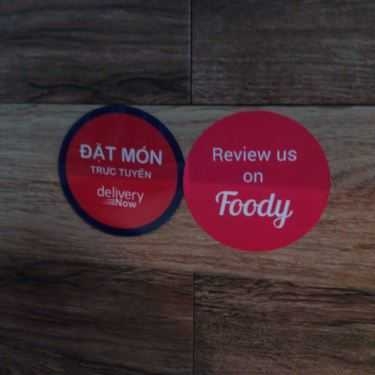 ĐẶT MÓN
TRỰC TUYẾN
delivery
Now
Review us
on
Foody